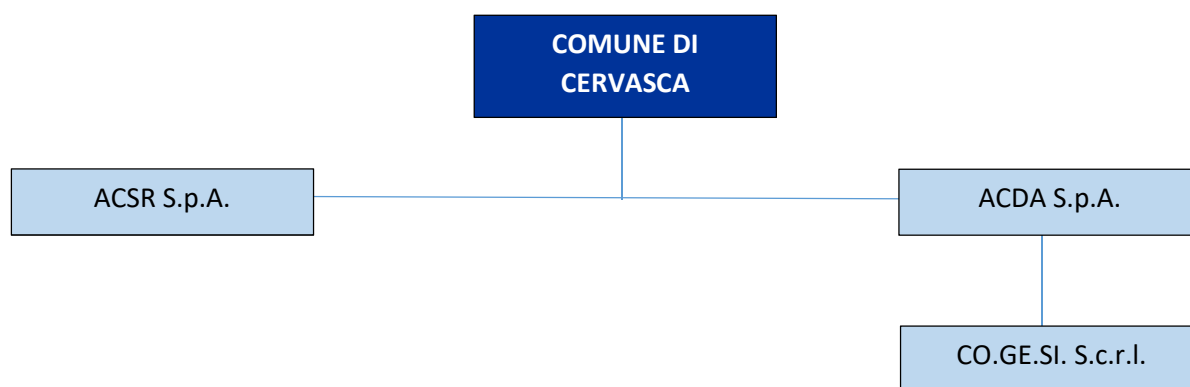 COMUNE DI
CERVASCA
ACSR S.p.A.
ACDA S.p.A.
CO.GE.SI. S.c.r.l.